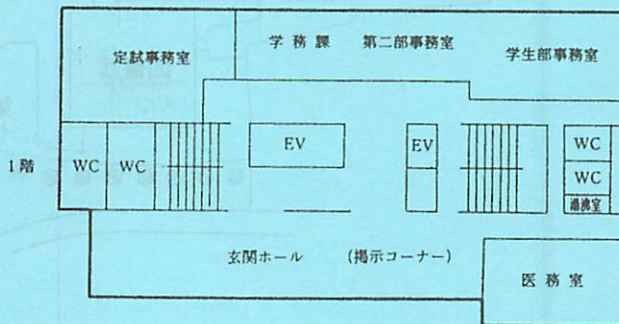 定試事務室
学務課 第二部事務室
学生部事務室
1階
WC
WC
EV
EV
WC
WC
湯沸室
玄関ホール (掲示コーナー)
医務室